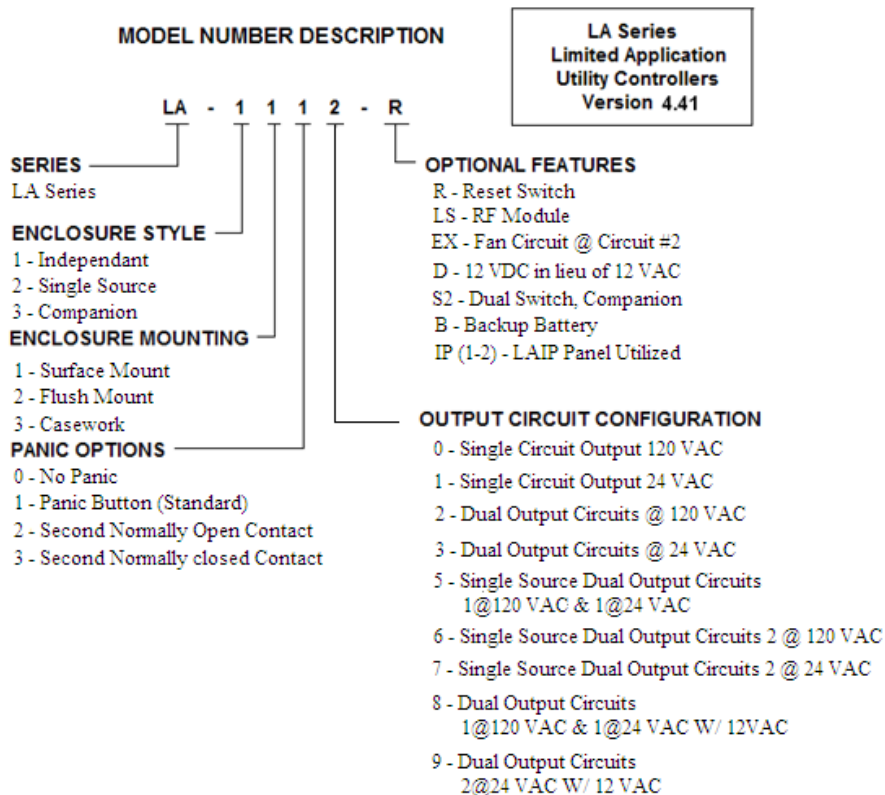 MODEL NUMBER DESCRIPTION
LA Series
Limited Application
Utility Controllers
Version 4.41
LA - 1 1 1 2 - R
SERIES
LA Series
ENCLOSURE STYLE
1 - Independant
2 - Single Source
3 - Companion
ENCLOSURE MOUNTING
1 - Surface Mount
2 - Flush Mount
3 - Casework
PANIC OPTIONS
0 - No Panic
1 - Panic Button (Standard)
2 - Second Normally Open Contact
3 - Second Normally closed Contact
OPTIONAL FEATURES
R - Reset Switch
LS - RF Module
EX - Fan Circuit @ Circuit #2
D - 12 VDC in lieu of 12 VAC
S2 - Dual Switch, Companion
B - Backup Battery
IP (1-2) - LAIP Panel Utilized
OUTPUT CIRCUIT CONFIGURATION
0 - Single Circuit Output 120 VAC
1 - Single Circuit Output 24 VAC
2 - Dual Output Circuits @ 120 VAC
3 - Dual Output Circuits @ 24 VAC
5 - Single Source Dual Output Circuits
1@120 VAC & 1@24 VAC
6 - Single Source Dual Output Circuits 2 @ 120 VAC
7 - Single Source Dual Output Circuits 2 @ 24 VAC
8 - Dual Output Circuits
1@120 VAC & 1@24 VAC W/ 12VAC
9 - Dual Output Circuits
2@24 VAC W/ 12 VAC